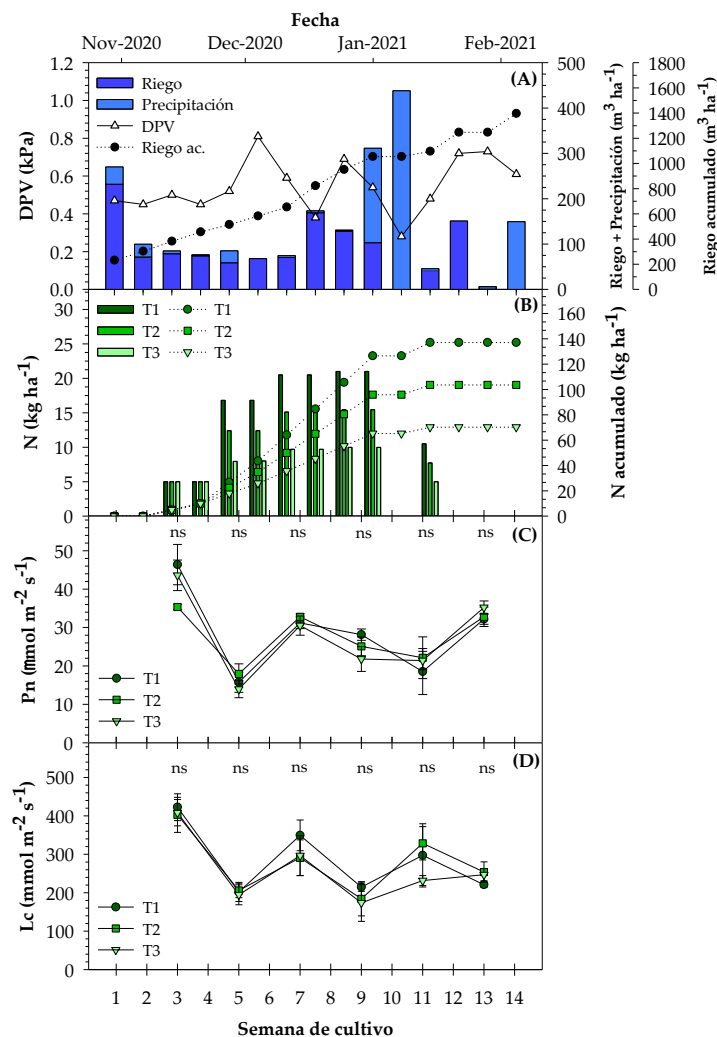 Fecha
Nov-2020 Dec-2020 Jan-2021 Feb-2021
(A)
DPV (kPa)
1.2
1.0
0.8
0.6
0.4
0.2
0.0
Riego
Precipitación
DPV
Riego ac.
500
400
300
200
100
0
Riego + Precipitación (m³ ha⁻¹)
1800
1600
1400
1200
1000
800
600
400
200
0
Riego acumulado (m³ ha⁻¹)
(B)
N (kg ha⁻¹)
30
25
20
15
10
5
0
T1 T1
T2 T2
T3 T3
160
140
120
100
80
60
40
20
0
N acumulado (kg ha⁻¹)
ns ns ns ns ns ns
(C)
Pn (mmol m⁻² s⁻¹)
50
40
30
20
10
0
T1
T2
T3
ns ns ns ns ns ns
(D)
Lc (mmol m⁻² s⁻¹)
500
400
300
200
100
0
T1
T2
T3
1 2 3 4 5 6 7 8 9 10 11 12 13 14
Semana de cultivo